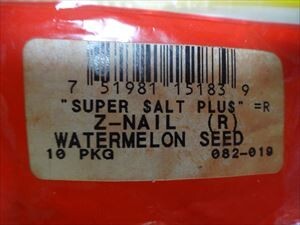 7 51981 15183 9
"SUPER $ALT PLU$" =R
Z-NAIL (R)
WATERMELON SEED
10 PKG 082-019